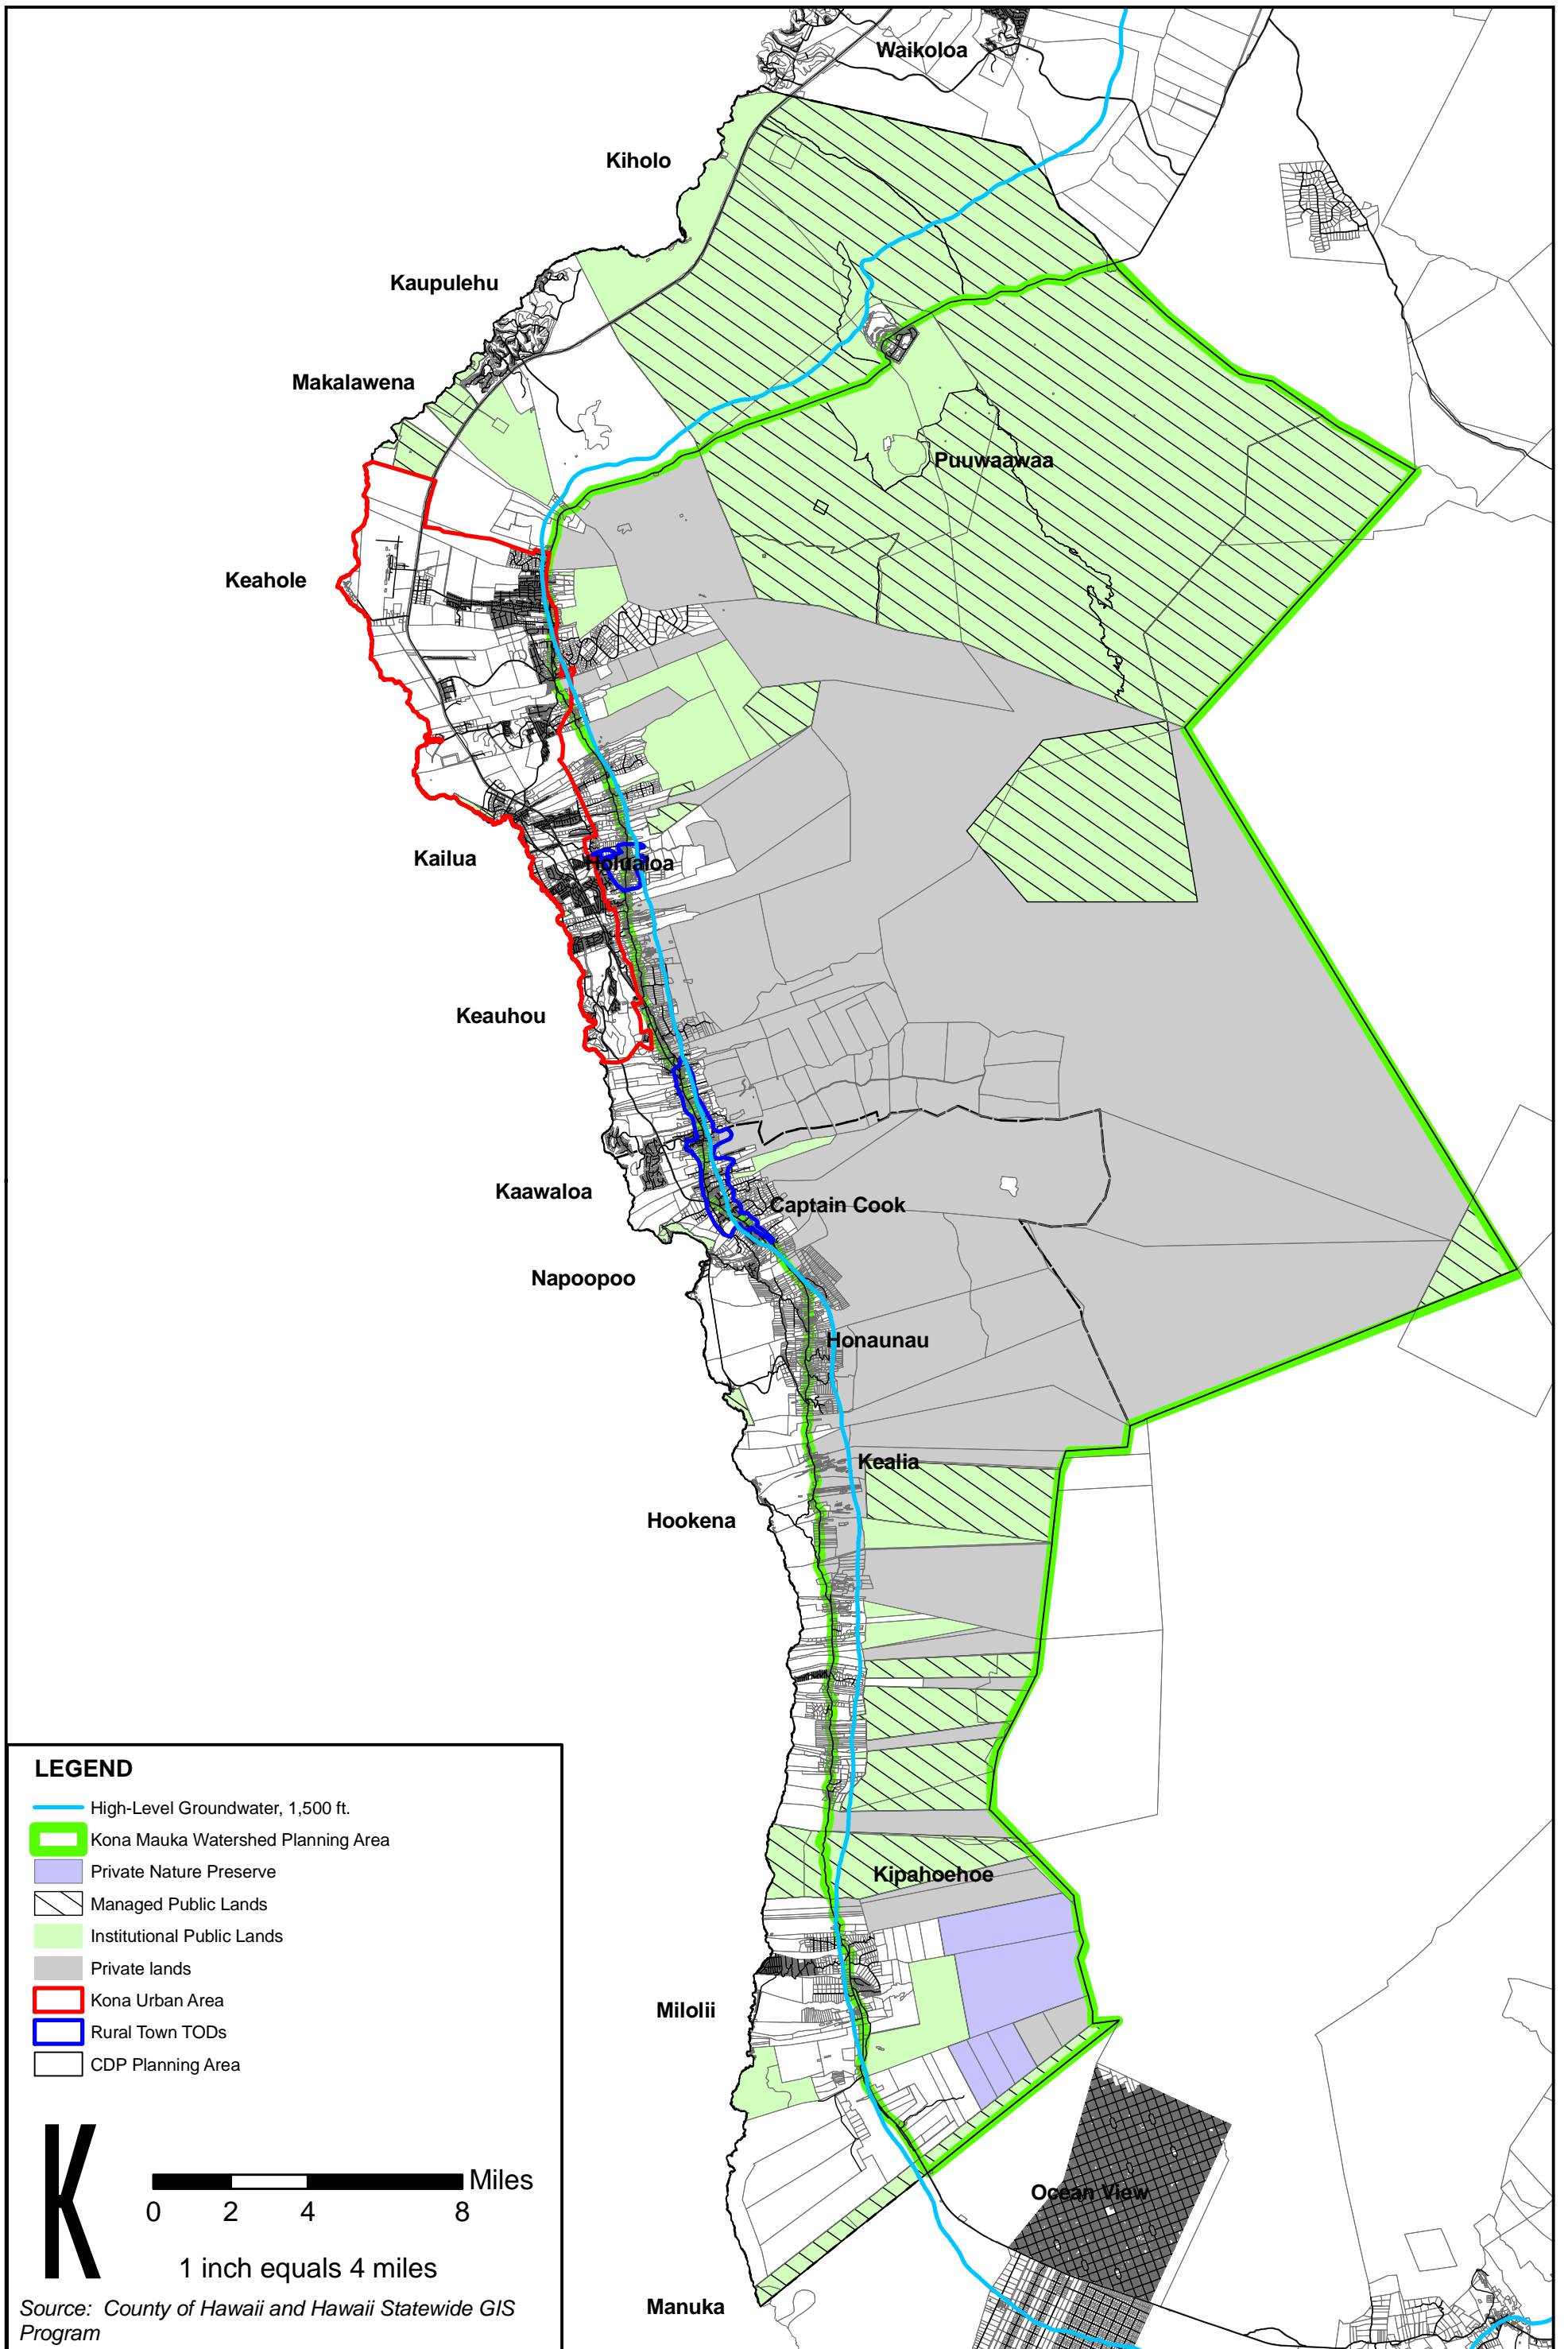 Waikoloa
Kiholo
Kaupulehu
Makalawena
Puuwaawaa
Keahole
Kailua
Holualoa
Keauhou
Kaawaloa
Captain Cook
Napoopoo
Honaunau
Kealia
Hookena
Kipahoehoe
Milolii
Ocean View
Manuka
LEGEND
High-Level Groundwater, 1,500 ft.
Kona Mauka Watershed Planning Area
Private Nature Preserve
Managed Public Lands
Institutional Public Lands
Private lands
Kona Urban Area
Rural Town TODs
CDP Planning Area
K
Miles
0 2 4 8
1 inch equals 4 miles
Source: County of Hawaii and Hawaii Statewide GIS
Program